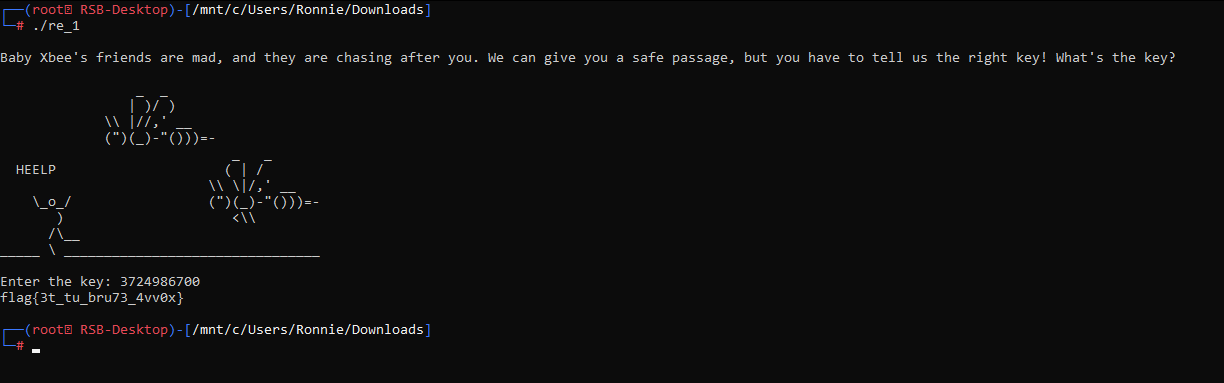 ┌──(root㉿ RSB-Desktop)-[/mnt/c/Users/Ronnie/Downloads]
└─# ./re_1
Baby Xbee's friends are mad, and they are chasing after you. We can give you a safe passage, but you have to tell us the right key! What's the key?
                 _  _
                | )/ )
             \\ |//,' __
             (")(_)-"()))=-
                             _   _
  HEELP                     ( | /
                          \\ \|/,' __
    \_o_/                 (")(_)-"()))=-
       )                     <\\
      /\__
_____ \ ________________________________
Enter the key: 3724986700
flag{3t_tu_bru73_4vv0x}
┌──(root㉿ RSB-Desktop)-[/mnt/c/Users/Ronnie/Downloads]
└─#